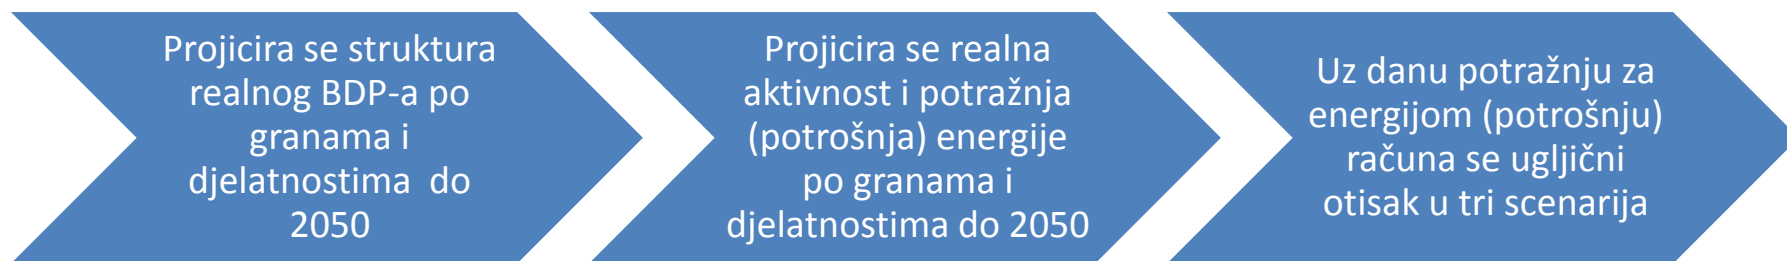 Projicira se struktura
realnog BDP-a po
granama i
djelatnostima  do
2050
Projicira se realna
aktivnost i potražnja
(potrošnja) energije
po granama i
djelatnostima do 2050
Uz danu potražnju za
energijom (potrošnju)
računa se ugljični
otisak u tri scenarija